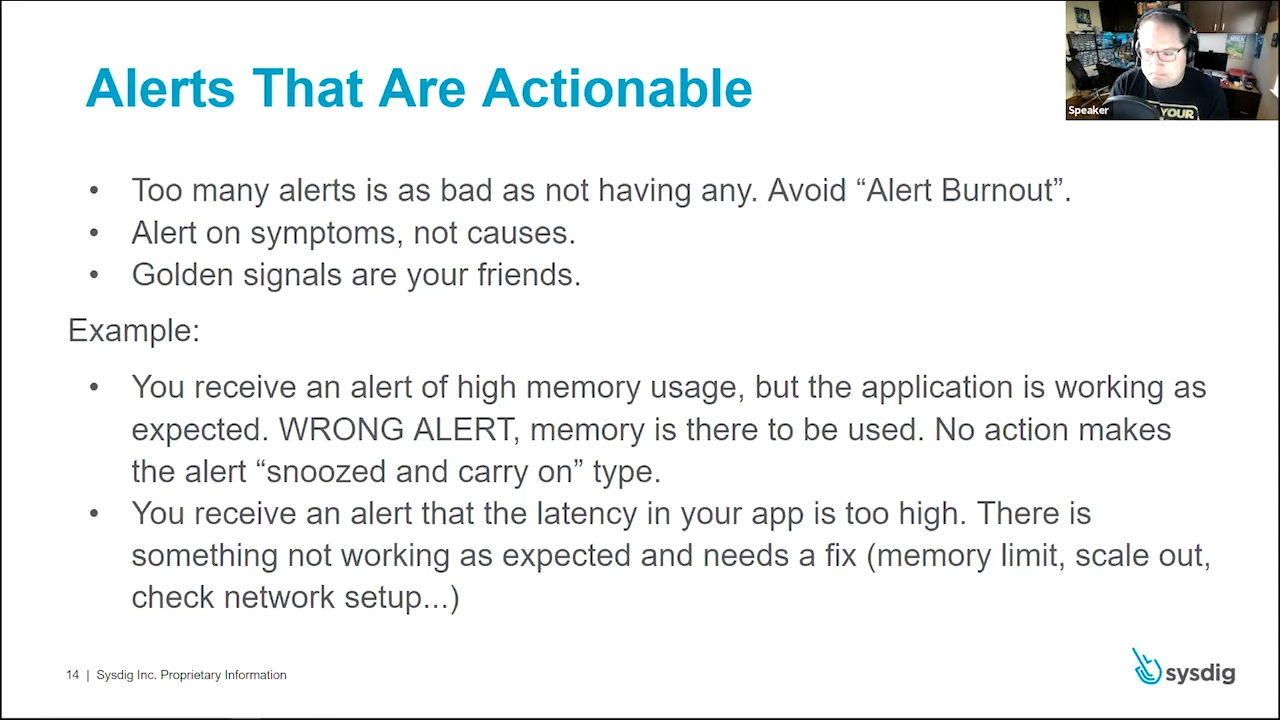 Alerts That Are Actionable
Speaker
YOUR
• Too many alerts is as bad as not having any. Avoid “Alert Burnout”.
• Alert on symptoms, not causes.
• Golden signals are your friends.
Example:
• You receive an alert of high memory usage, but the application is working as
expected. WRONG ALERT, memory is there to be used. No action makes
the alert “snoozed and carry on” type.
• You receive an alert that the latency in your app is too high. There is
something not working as expected and needs a fix (memory limit, scale out,
check network setup...)
14 | Sysdig Inc. Proprietary Information
sysdig